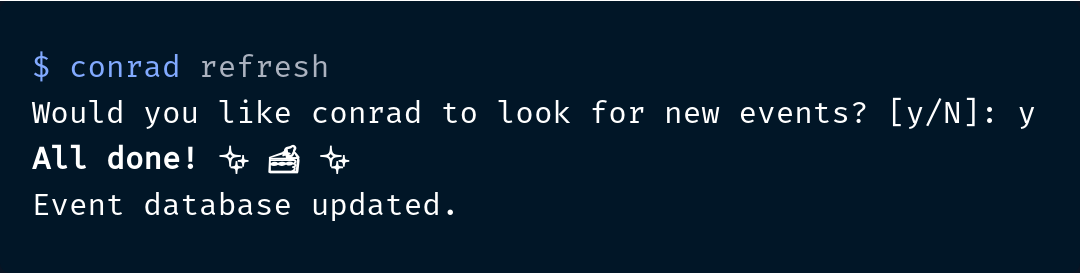 $ conrad refresh
Would you like conrad to look for new events? [y/N]: y
All done! ✨ 🍰 ✨
Event database updated.